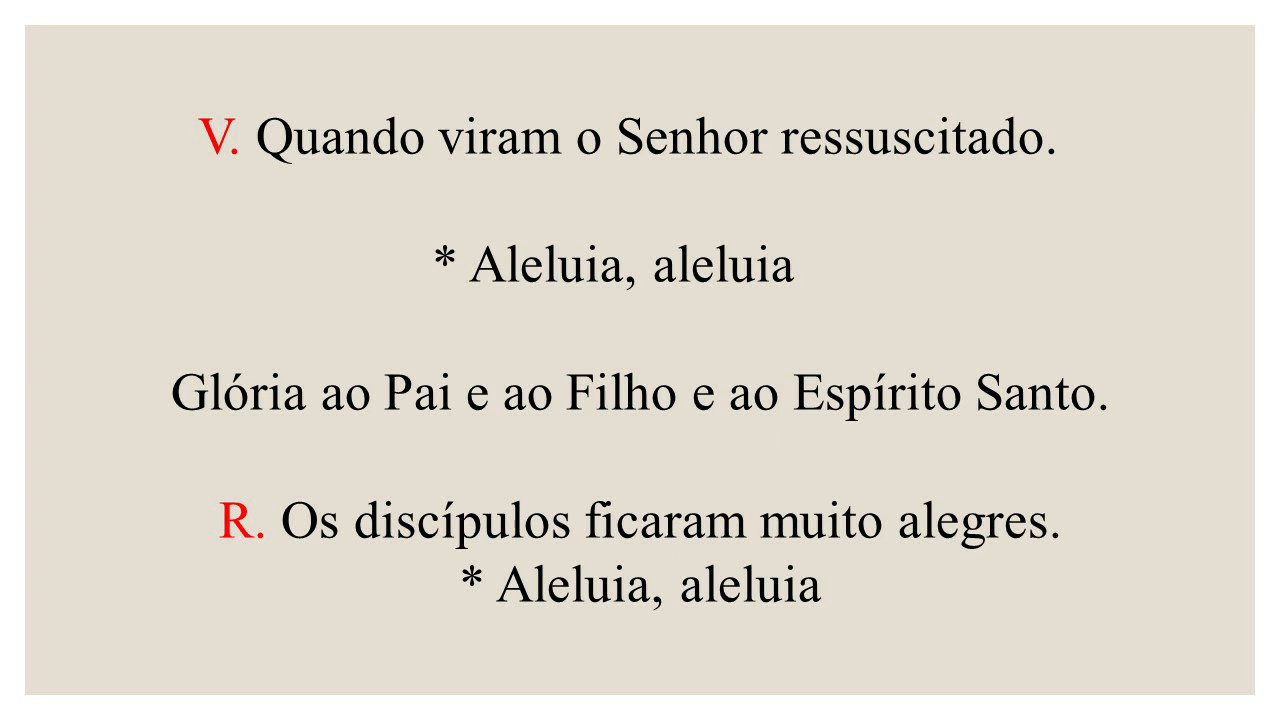 V. Quando viram o Senhor ressuscitado.
* Aleluia, aleluia
Glória ao Pai e ao Filho e ao Espírito Santo.
R. Os discípulos ficaram muito alegres.
* Aleluia, aleluia